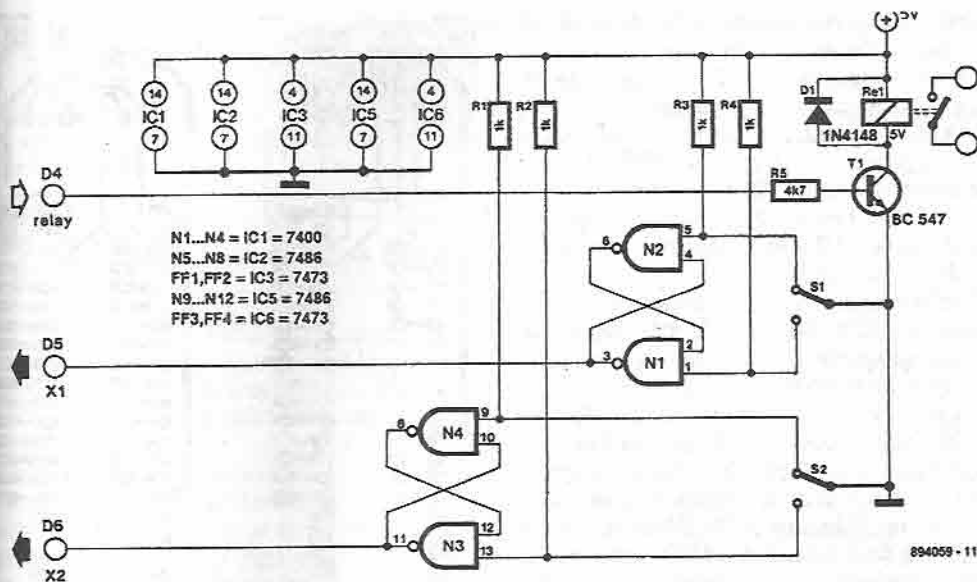 5V
14 14 4 14 4
IC1 IC2 IC3 IC5 IC6
7 7 11 7 11
R1 1k
R2 1k
R3 1k
R4 1k
D1
1N4148
Re1
5V
D4
relay
R5
4k7
T1
BC 547
N1...N4 = IC1 = 7400
N5...N8 = IC2 = 7486
FF1,FF2 = IC3 = 7473
N9...N12 = IC5 = 7486
FF3,FF4 = IC6 = 7473
6 N2 5
4
S1
D5
X1
3 N1 2
1
8 N4 9
10
S2
D6
X2
11 N3 12
13
894059 - 11